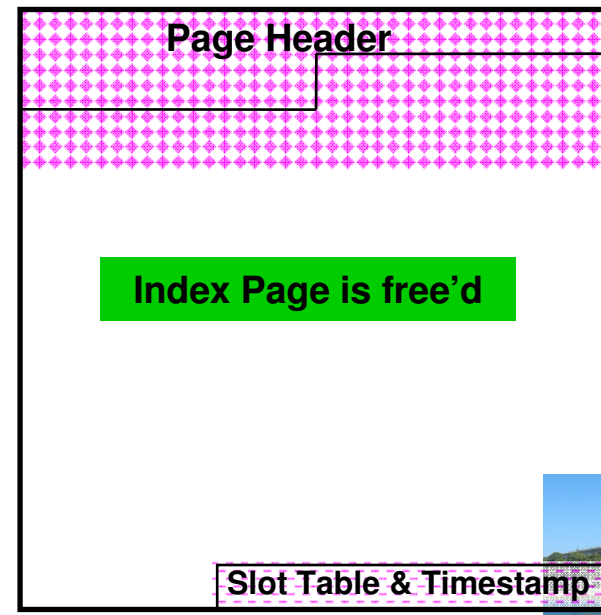 Page Header
Index Page is free’d
Slot Table & Timestamp